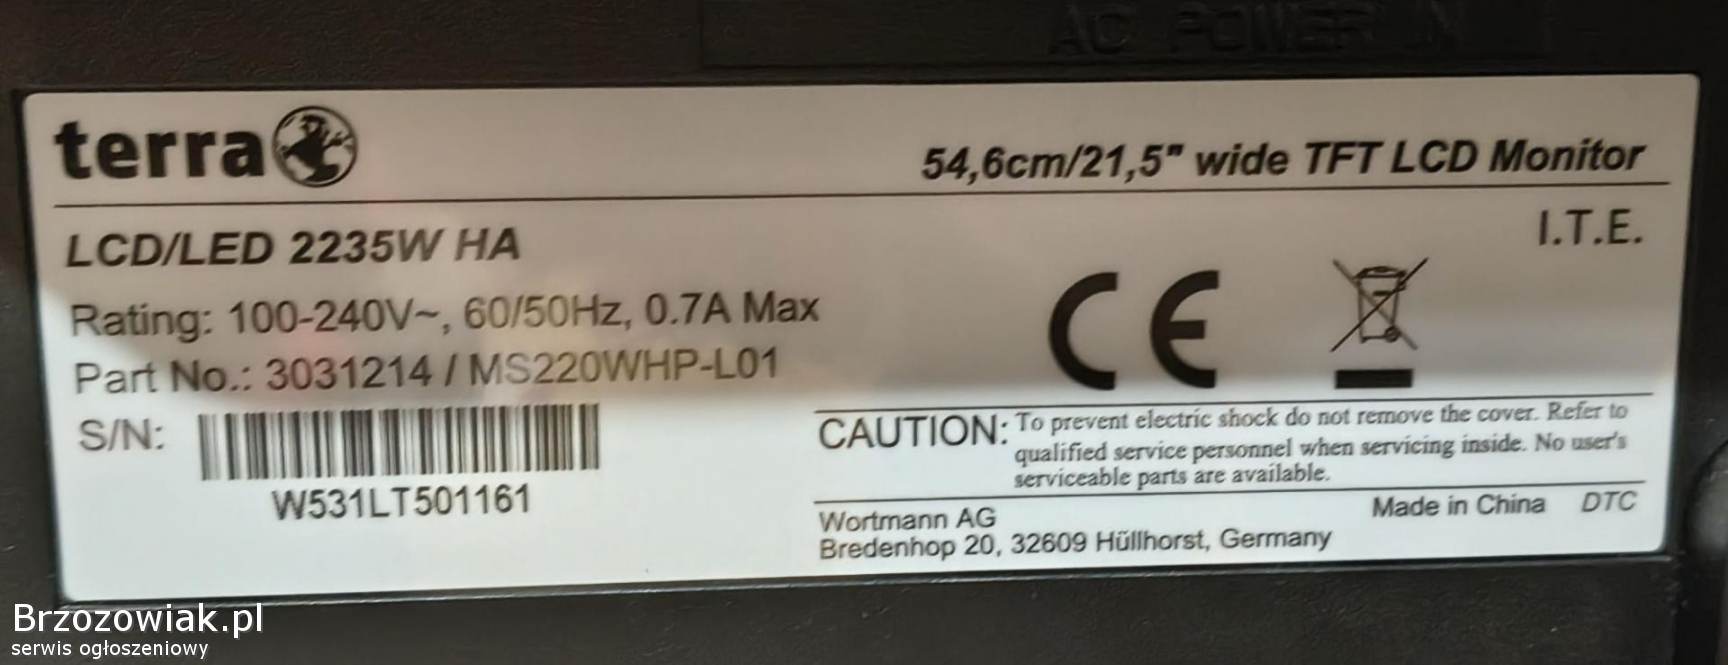 AC POWER IN
terra
54,6cm/21,5" wide TFT LCD Monitor
LCD/LED 2235W HA
I.T.E.
Rating: 100-240V~, 60/50Hz, 0.7A Max
Part No.: 3031214 / MS220WHP-L01
S/N:
W531LT501161
CE
CAUTION: To prevent electric shock do not remove the cover. Refer to
qualified service personnel when servicing inside. No user's
serviceable parts are available.
Wortmann AG
Bredenhop 20, 32609 Hüllhorst, Germany
Made in China DTC
Brzozowiak.pl
serwis ogłoszeniowy